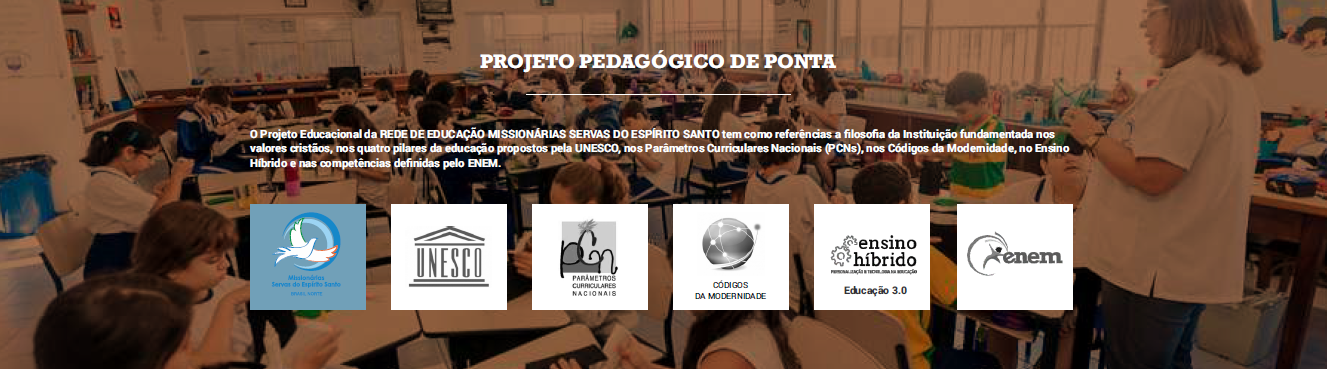 PROJETO PEDAGÓGICO DE PONTA
O Projeto Educacional da REDE DE EDUCAÇÃO MISSIONÁRIAS SERVAS DO ESPÍRITO SANTO tem como referências a filosofia da Instituição fundamentada nos
valores cristãos, nos quatro pilares da educação propostos pela UNESCO, nos Parâmetros Curriculares Nacionais (PCNs), nos Códigos da Modernidade, no Ensino
Híbrido e nas competências definidas pelo ENEM.
Missionárias
Servas do Espírito Santo
BRASIL NORTE
UNESCO
pcn
PARÂMETROS
CURRICULARES
NACIONAIS
CÓDIGOS
DA MODERNIDADE
ensino
híbrido
PERSONALIZAÇÃO & TECNOLOGIA NA EDUCAÇÃO
Educação 3.0
enem